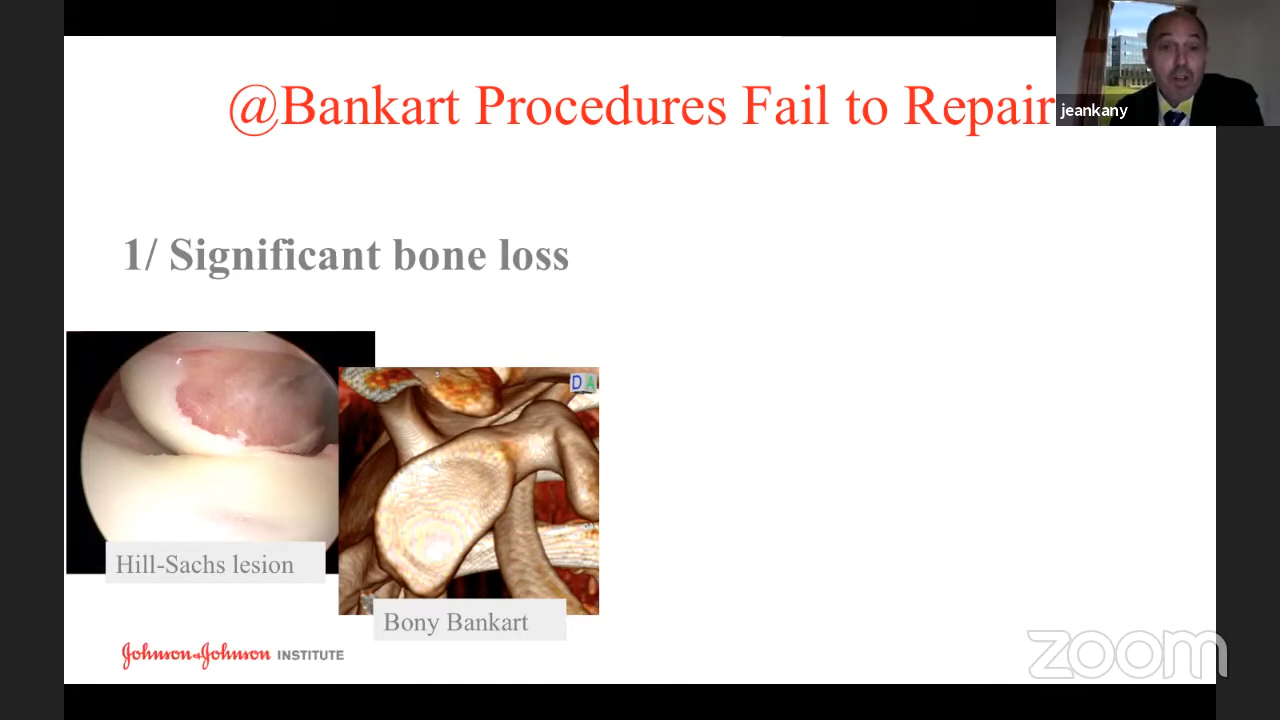 @Bankart Procedures Fail to Repair
jeankany
1/ Significant bone loss
S
D A
Hill-Sachs lesion
Bony Bankart
Johnson & Johnson INSTITUTE
zoom